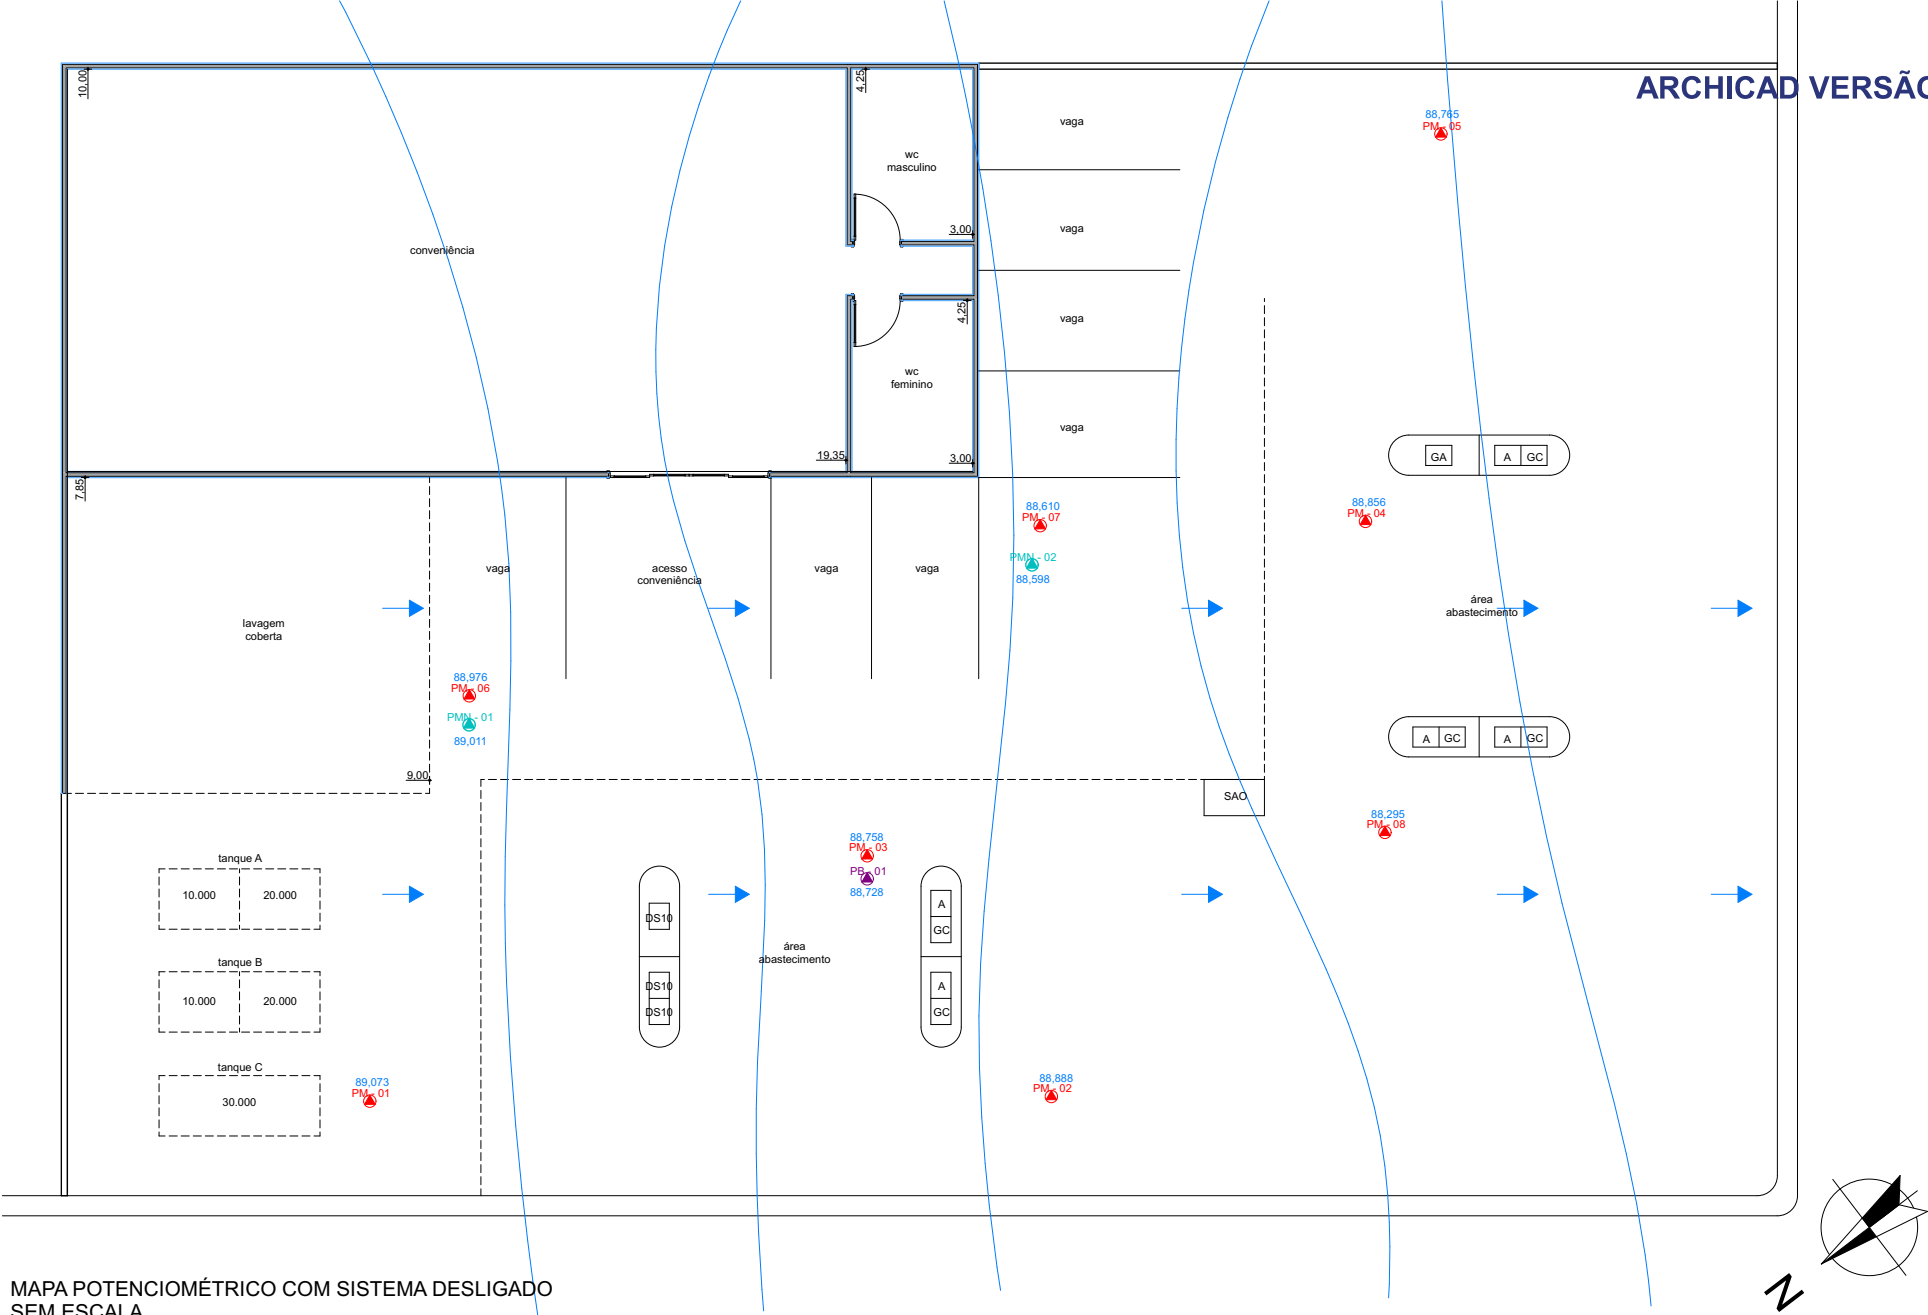 ARCHICAD VERSÃO
10,00
4,25
88,765
PM - 05
vaga
wc
masculino
3,00
vaga
conveniência
4,25
vaga
wc
feminino
vaga
19,35
3,00
GA
A GC
7,85
88,610
PM - 07
88,856
PM - 04
PMN - 02
88,598
vaga
acesso
conveniência
vaga
vaga
área
abastecimento
lavagem
coberta
88,976
PM - 06
PMN - 01
89,011
A GC
A GC
9,00
SAO
88,295
PM - 08
88,758
PM - 03
PB - 01
88,728
tanque A
10.000
20.000
A
GC
DS10
área
abastecimento
tanque B
10.000
20.000
DS10
DS10
A
GC
tanque C
30.000
89,073
PM - 01
88,888
PM - 02
N
MAPA POTENCIOMÉTRICO COM SISTEMA DESLIGADO
SEM ESCALA